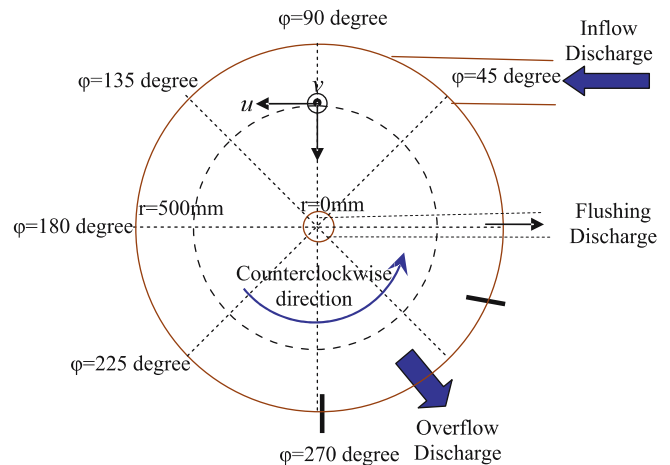 φ=90 degree
Inflow
Discharge
φ=135 degree
φ=45 degree
v
u
r=500mm
r=0mm
φ=180 degree
Flushing
Discharge
Counterclockwise
direction
φ=225 degree
Overflow
Discharge
φ=270 degree